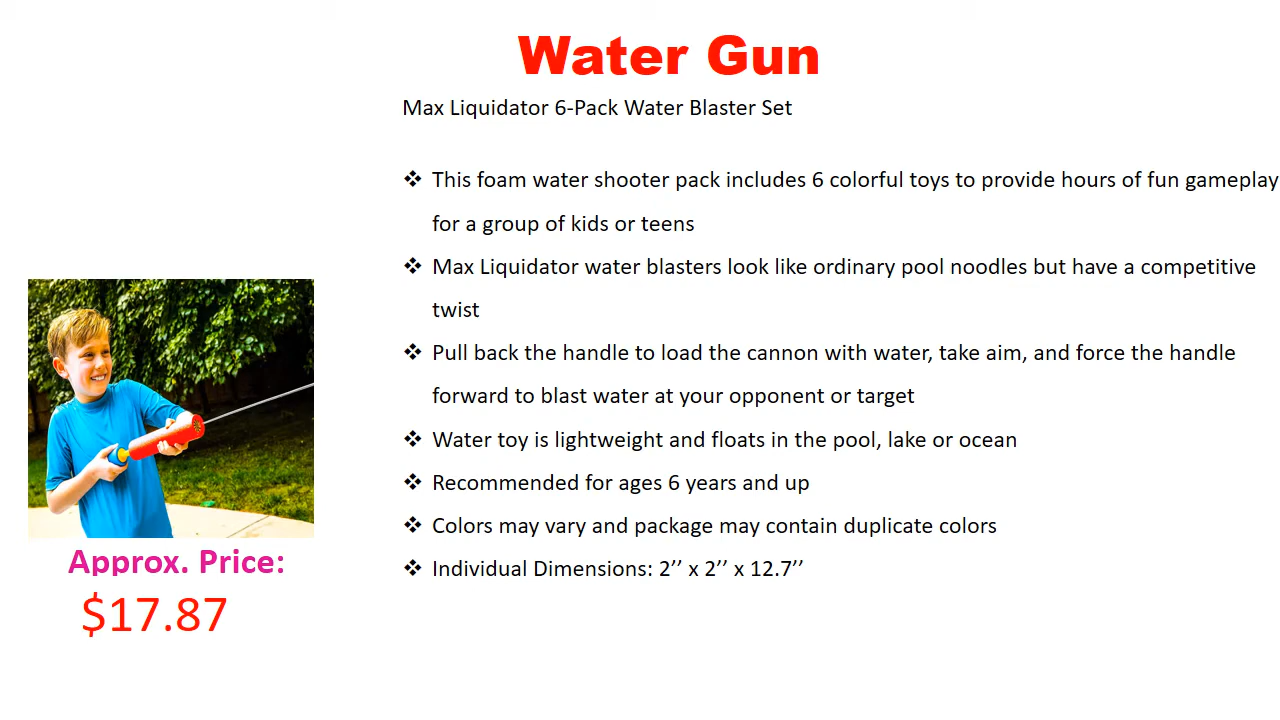 Water Gun
Max Liquidator 6-Pack Water Blaster Set
❖ This foam water shooter pack includes 6 colorful toys to provide hours of fun gameplay
for a group of kids or teens
❖ Max Liquidator water blasters look like ordinary pool noodles but have a competitive
twist
❖ Pull back the handle to load the cannon with water, take aim, and force the handle
forward to blast water at your opponent or target
❖ Water toy is lightweight and floats in the pool, lake or ocean
❖ Recommended for ages 6 years and up
❖ Colors may vary and package may contain duplicate colors
❖ Individual Dimensions: 2’’ x 2’’ x 12.7’’
Approx. Price:
$17.87